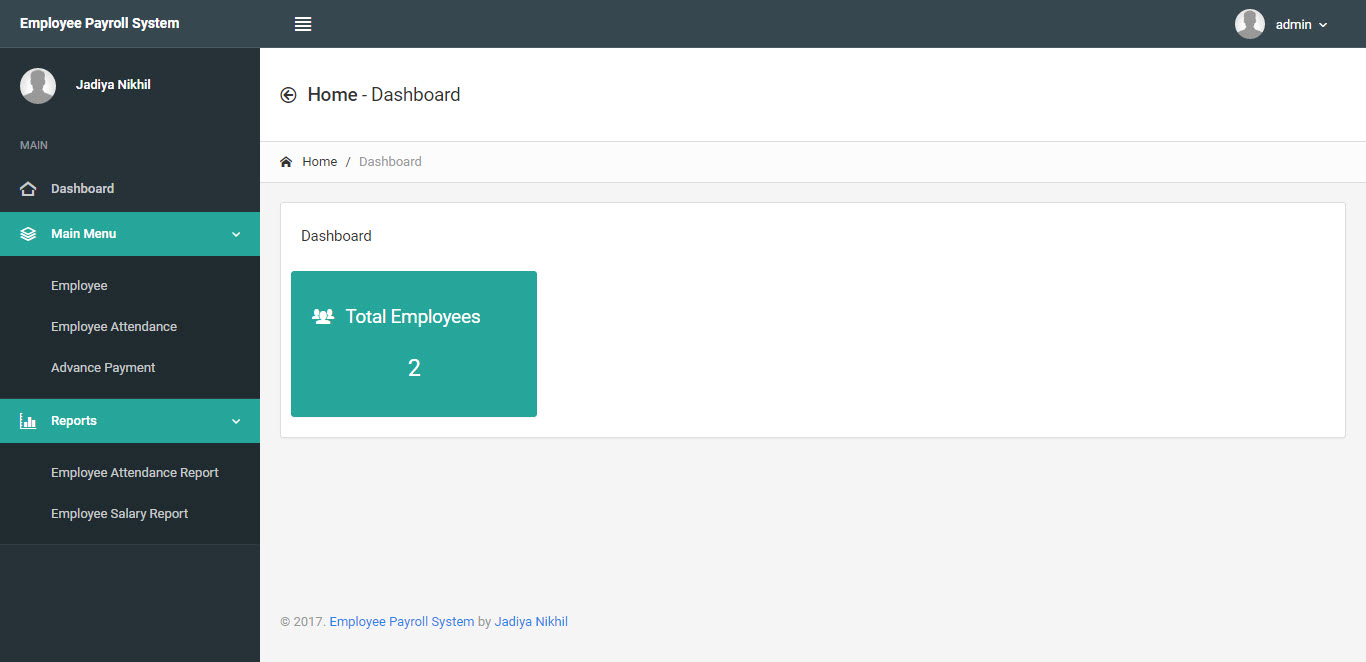 Employee Payroll System
admin
Jadiya Nikhil
MAIN
Dashboard
Main Menu
Employee
Employee Attendance
Advance Payment
Reports
Employee Attendance Report
Employee Salary Report
Home - Dashboard
Home / Dashboard
Dashboard
Total Employees
2
© 2017. Employee Payroll System by Jadiya Nikhil